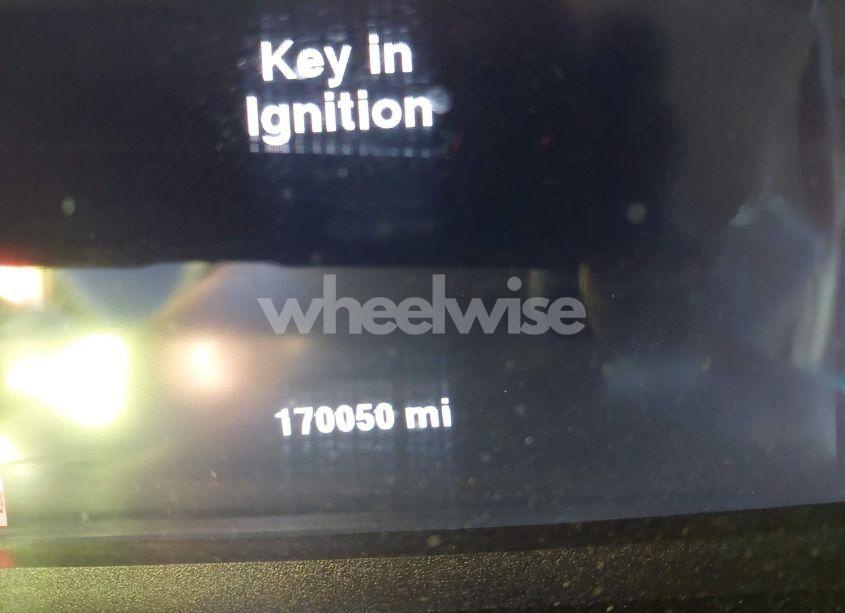 Key in
Ignition
wheelwise
170050 mi